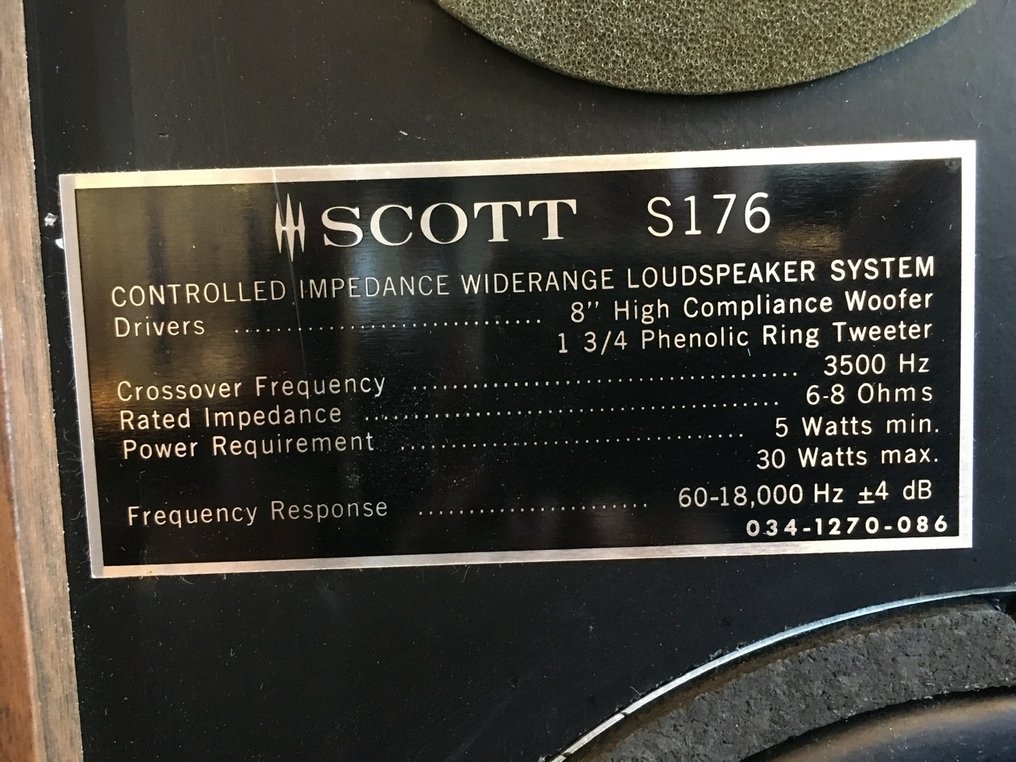 SCOTT S176
CONTROLLED IMPEDANCE WIDERANGE LOUDSPEAKER SYSTEM
Drivers .............................. 8" High Compliance Woofer
1 3/4 Phenolic Ring Tweeter
Crossover Frequency ...................................... 3500 Hz
Rated Impedance ........................................ 6-8 Ohms
Power Requirement ................................. 5 Watts min.
30 Watts max.
Frequency Response ...................... 60-18,000 Hz ±4 dB
034-1270-086